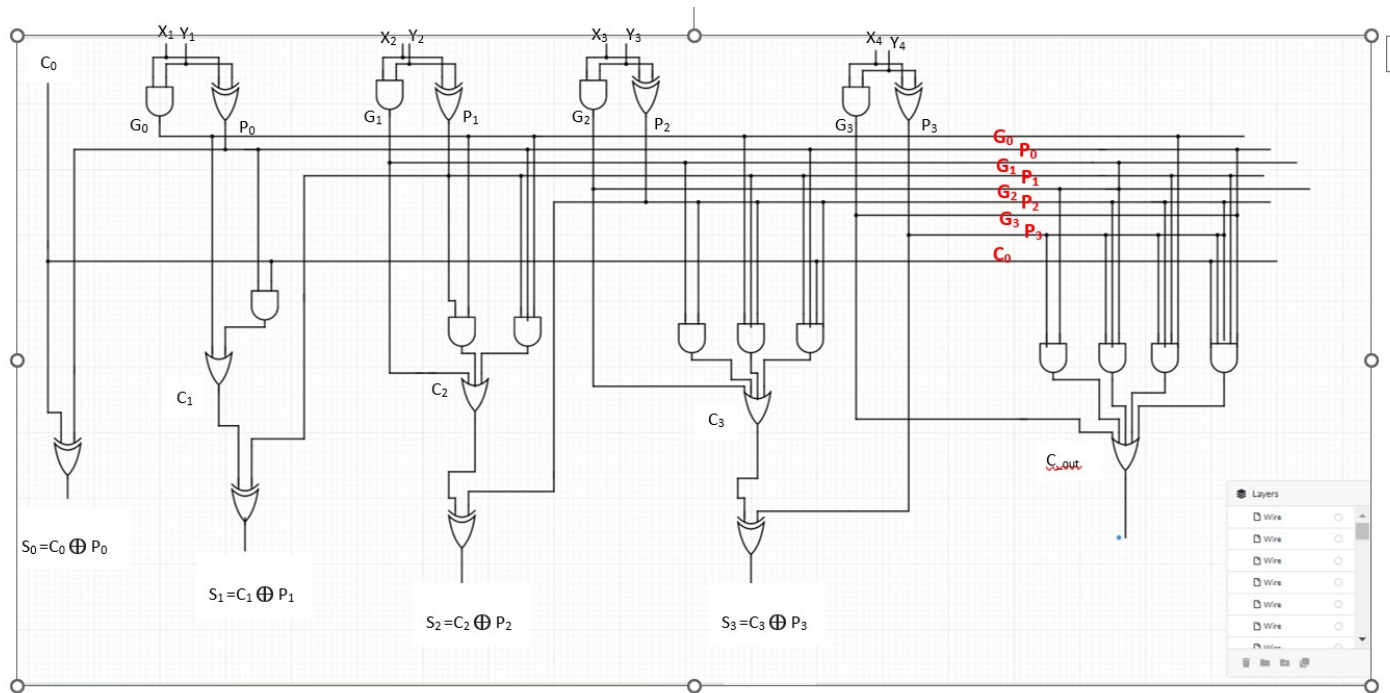 X₁ Y₁
X₂ Y₂
X₃ Y₃
X₄ Y₄
C₀
G₀
P₀
G₁
P₁
G₂
P₂
G₃
P₃
G₀
P₀
G₁
P₁
G₂
P₂
G₃
P₃
C₀
C₁
C₂
C₃
C_out
S₀=C₀⊕P₀
S₁=C₁⊕P₁
S₂=C₂⊕P₂
S₃=C₃⊕P₃
Layers
Wire
Wire
Wire
Wire
Wire
Wire
Wire